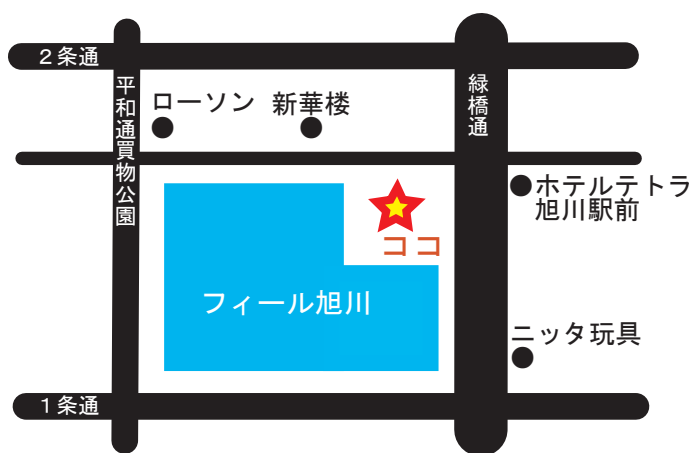 2条通
平和通買物公園
緑橋通
ローソン
新華楼
ホテルテトラ
旭川駅前
ココ
フィール旭川
ニッタ玩具
1条通